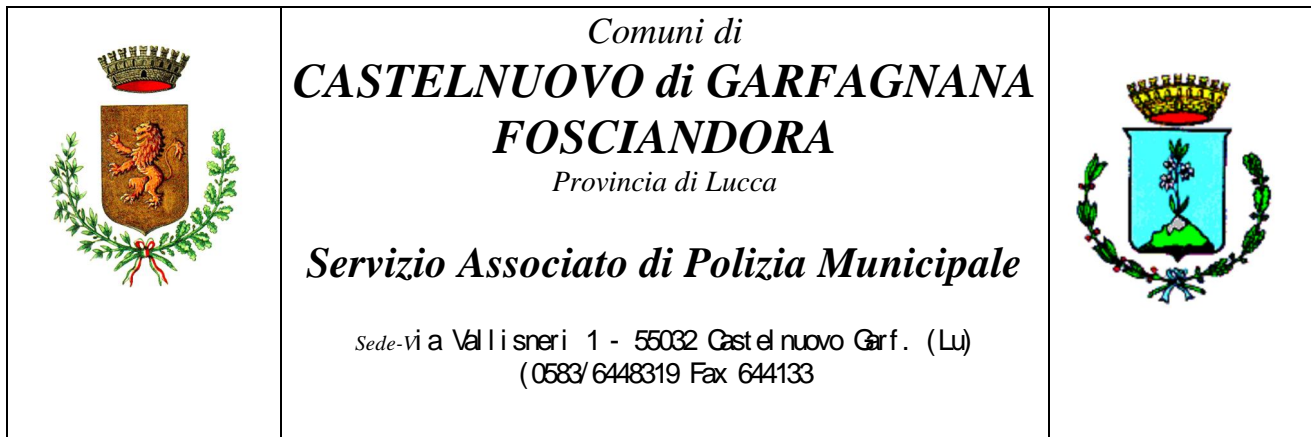 Comuni di
CASTELNUOVO di GARFAGNANA
FOSCIANDORA
Provincia di Lucca
Servizio Associato di Polizia Municipale
Sede-Via Vallisneri 1 - 55032 Castelnuovo Garf. (Lu)
(0583/6448319 Fax 644133